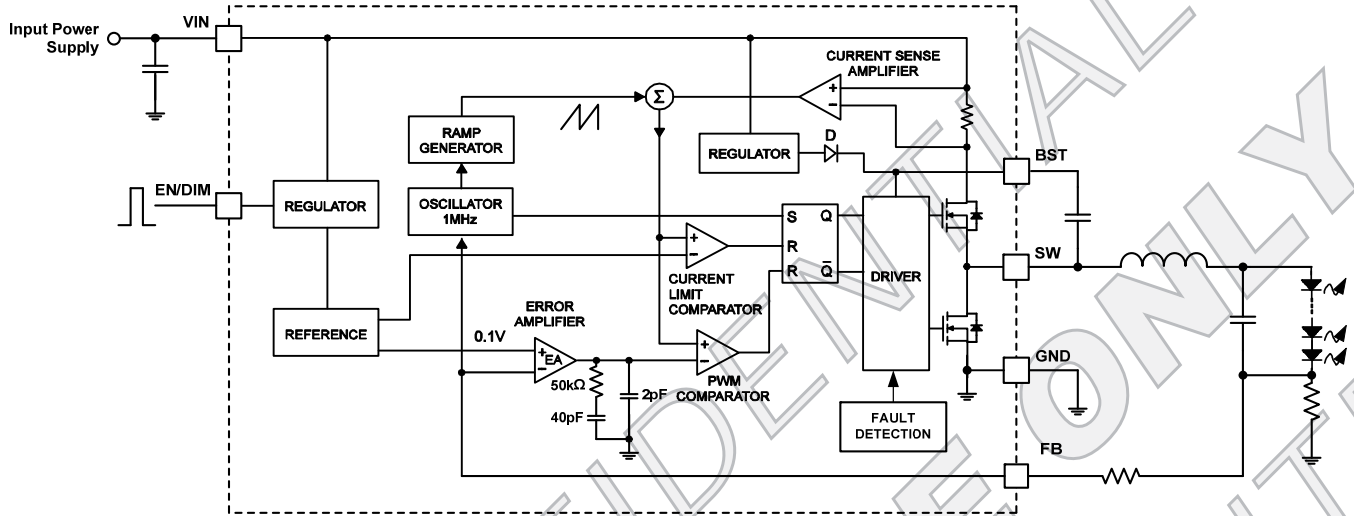 Input Power
Supply
VIN
CURRENT SENSE
AMPLIFIER
+
−
Σ
RAMP
GENERATOR
REGULATOR
D
BST
EN/DIM
REGULATOR
OSCILLATOR
1MHz
S
Q
R
R
Q̅
+
−
DRIVER
SW
CURRENT
LIMIT
COMPARATOR
REFERENCE
ERROR
AMPLIFIER
0.1V
+
EA
−
+
−
PWM
COMPARATOR
50kΩ
2pF
40pF
GND
FAULT
DETECTION
FB
CONFIDENTIAL
ONLY